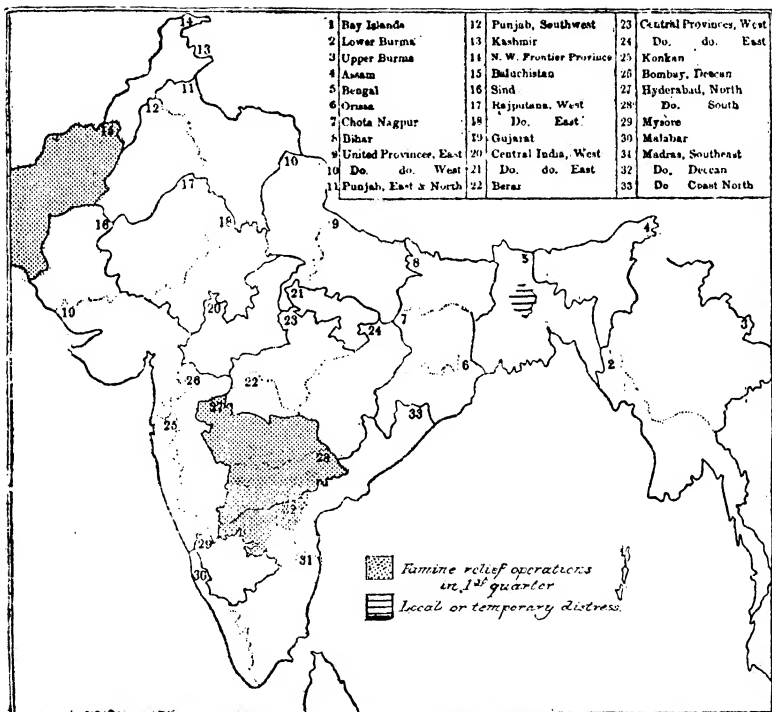 1 Bay Islands
2 Lower Burma
3 Upper Burma
4 Assam
5 Bengal
6 Orissa
7 Chota Nagpur
8 Bihar
9 United Provinces, East
10 Do. do. West
11 Punjab, East & North
12 Punjab, Southwest
13 Kashmir
14 N. W. Frontier Province
15 Baluchistan
16 Sind
17 Rajputana, West
18 Do. East
19 Gujarat
20 Central India, West
21 Do. do. East
22 Berar
23 Central Provinces, West
24 Do. do. East
25 Konkan
26 Bombay, Deccan
27 Hyderabad, North
28 Do. South
29 Mysore
30 Malabar
31 Madras, Southeast
32 Do. Deccan
33 Do Coast North
14
13
11
12
15
10
17
16
18
9
4
8
5
19
20
21
23
7
24
3
26
22
6
2
27
25
33
28
29
31
30
Famine relief operations
in 1st quarter
Local or temporary distress.